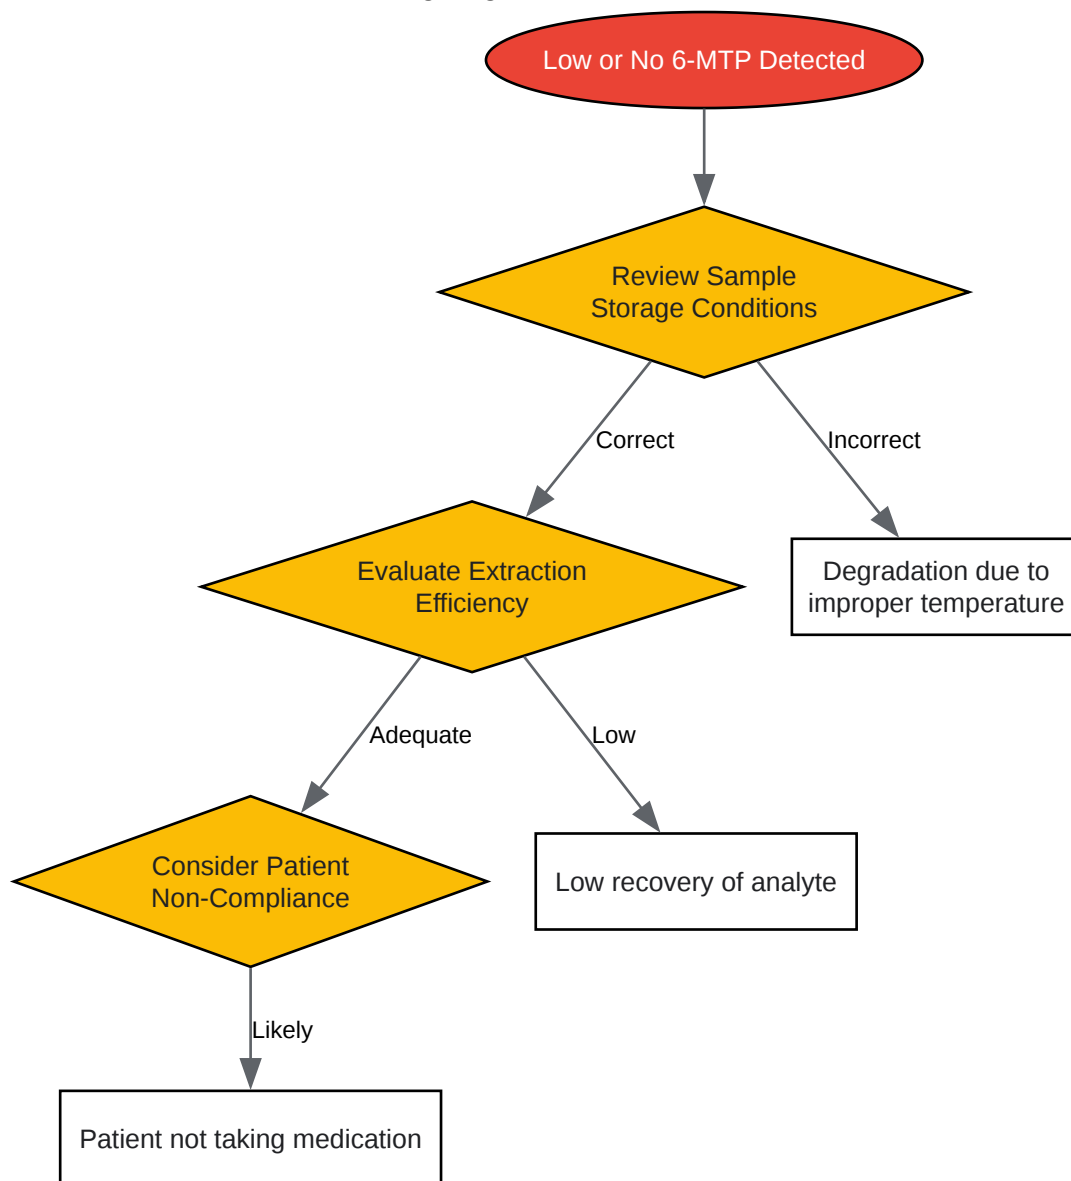 Low or No 6-MTP Detected
Review Sample
Storage Conditions
Correct
Incorrect
Evaluate Extraction
Efficiency
Degradation due to
improper temperature
Adequate
Low
Consider Patient
Non-Compliance
Low recovery of analyte
Likely
Patient not taking medication